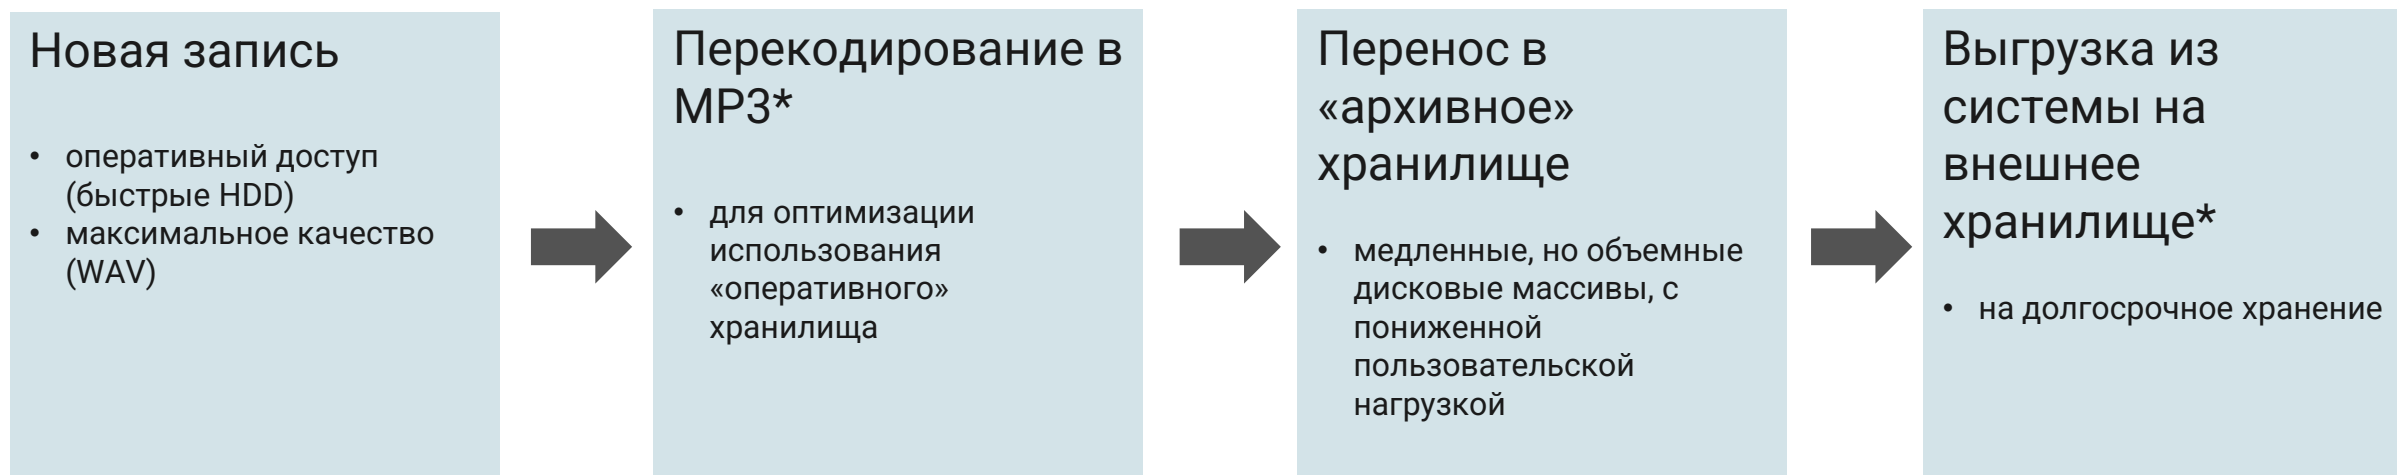 Новая запись
• оперативный доступ
(быстрые HDD)
• максимальное качество
(WAV)
Перекодирование в
MP3*
• для оптимизации
использования
«оперативного»
хранилища
Перенос в
«архивное»
хранилище
• медленные, но объемные
дисковые массивы, с
пониженной
пользовательской
нагрузкой
Выгрузка из
системы на
внешнее
хранилище*
• на долгосрочное хранение